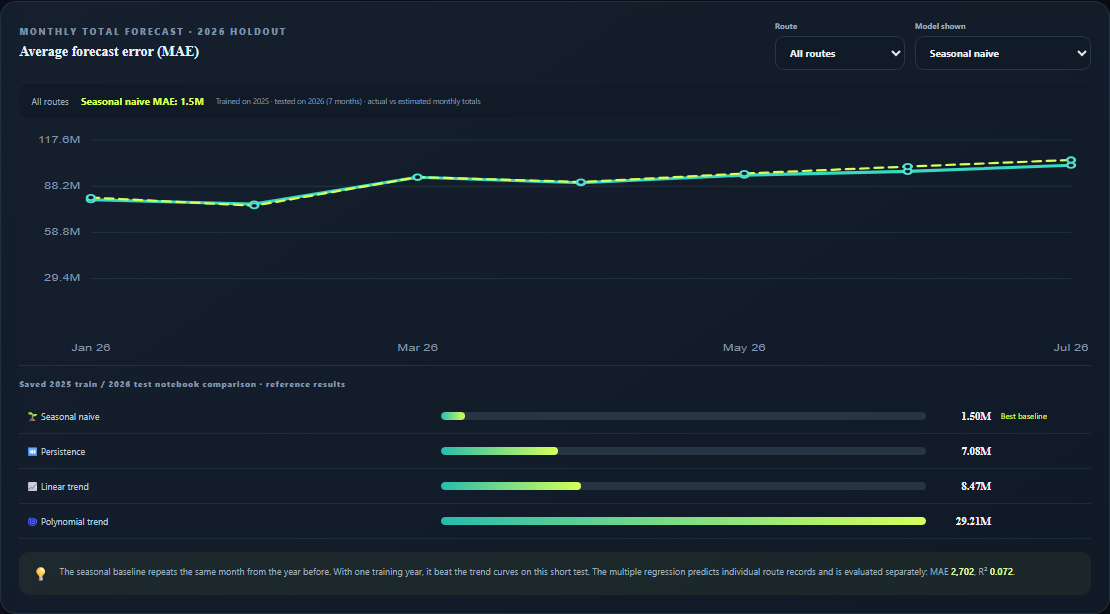 MONTHLY TOTAL FORECAST · 2026 HOLDOUT
Average forecast error (MAE)
Route
All routes
Model shown
Seasonal naive
All routes Seasonal naive MAE: 1.5M Trained on 2025 · tested on 2026 (7 months) · actual vs estimated monthly totals
117.6M
88.2M
58.8M
29.4M
Jan 26 Mar 26 May 26 Jul 26
Saved 2025 train / 2026 test notebook comparison · reference results
Seasonal naive 1.50M Best baseline
Persistence 7.08M
Linear trend 8.47M
Polynomial trend 29.21M
The seasonal baseline repeats the same month from the year before. With one training year, it beat the trend curves on this short test. The multiple regression predicts individual route records and is evaluated separately: MAE 2,702, R² 0.072.